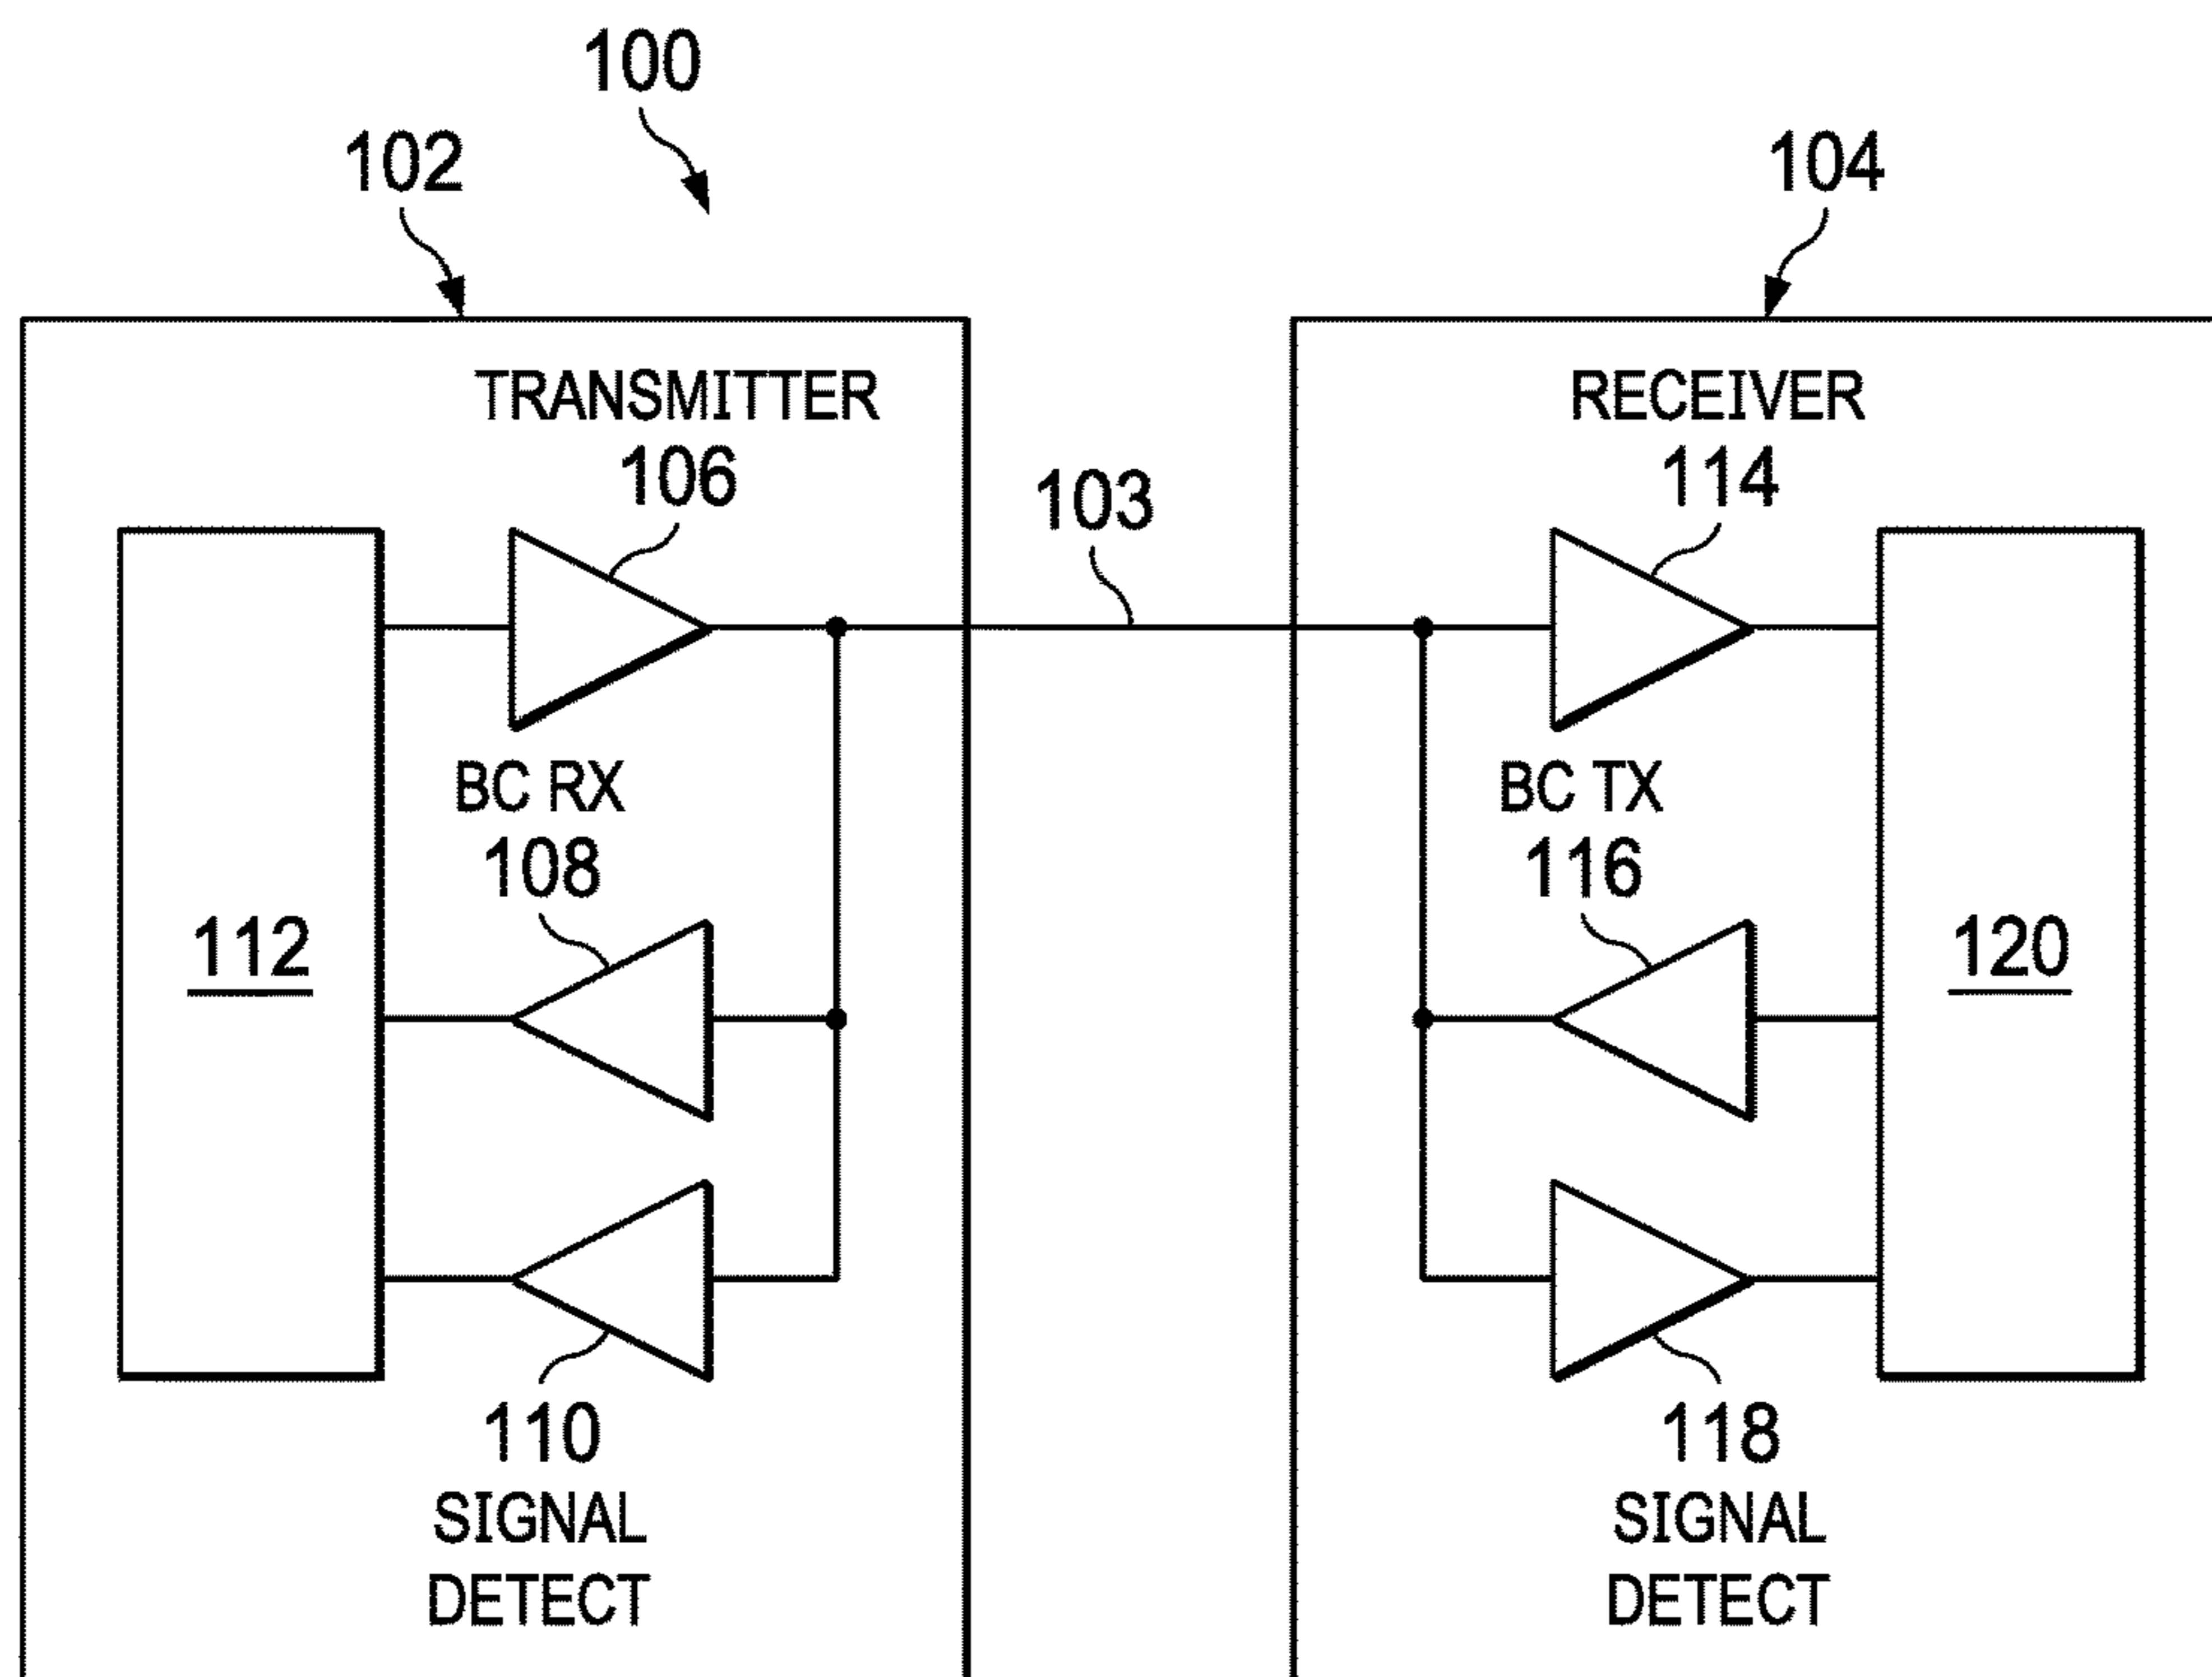 100
102
104
TRANSMITTER
106
103
RECEIVER
114
BC RX
108
BC TX
116
112
120
110
SIGNAL
DETECT
118
SIGNAL
DETECT